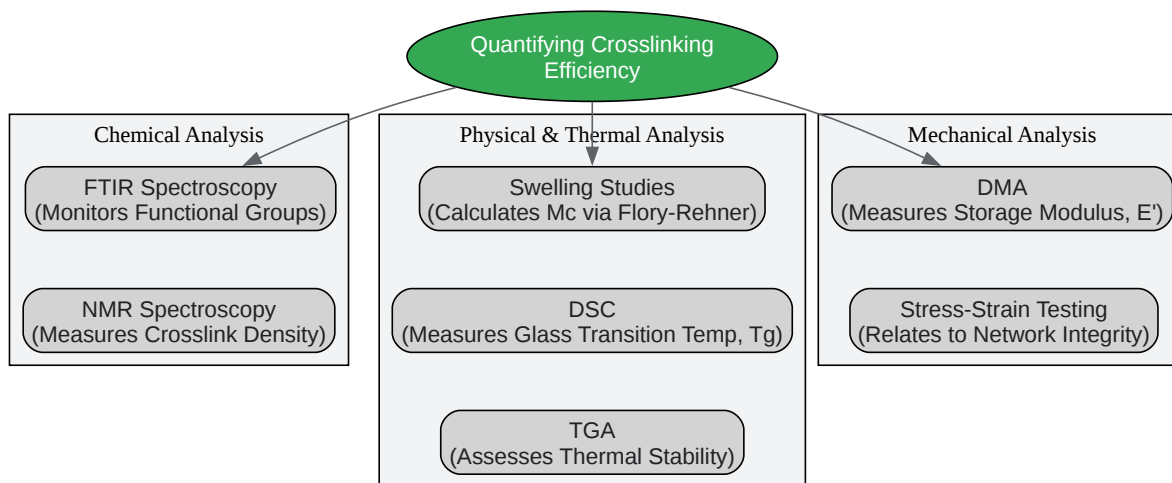 Quantifying Crosslinking
Efficiency
Chemical Analysis
FTIR Spectroscopy
(Monitors Functional Groups)
NMR Spectroscopy
(Measures Crosslink Density)
Physical & Thermal Analysis
Swelling Studies
(Calculates Mc via Flory-Rehner)
DSC
(Measures Glass Transition Temp, Tg)
TGA
(Assesses Thermal Stability)
Mechanical Analysis
DMA
(Measures Storage Modulus, E')
Stress-Strain Testing
(Relates to Network Integrity)